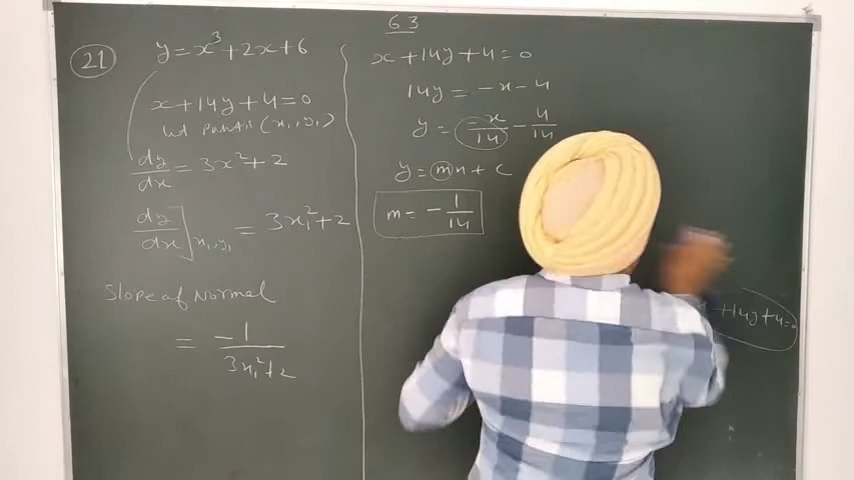 63
21
y = x³ + 2x + 6
x + 14y + 4 = 0
Let Point is (x₁, y₁)
dy/dx = 3x² + 2
dy/dx]x₁,y₁ = 3x₁² + 2
Slope of Normal
= -1/(3x₁² + 2)
x + 14y + 4 = 0
14y = -x - 4
y = -x/14 - 4/14
y = mx + c
m = -1/14
+ 14y + 4 = 0